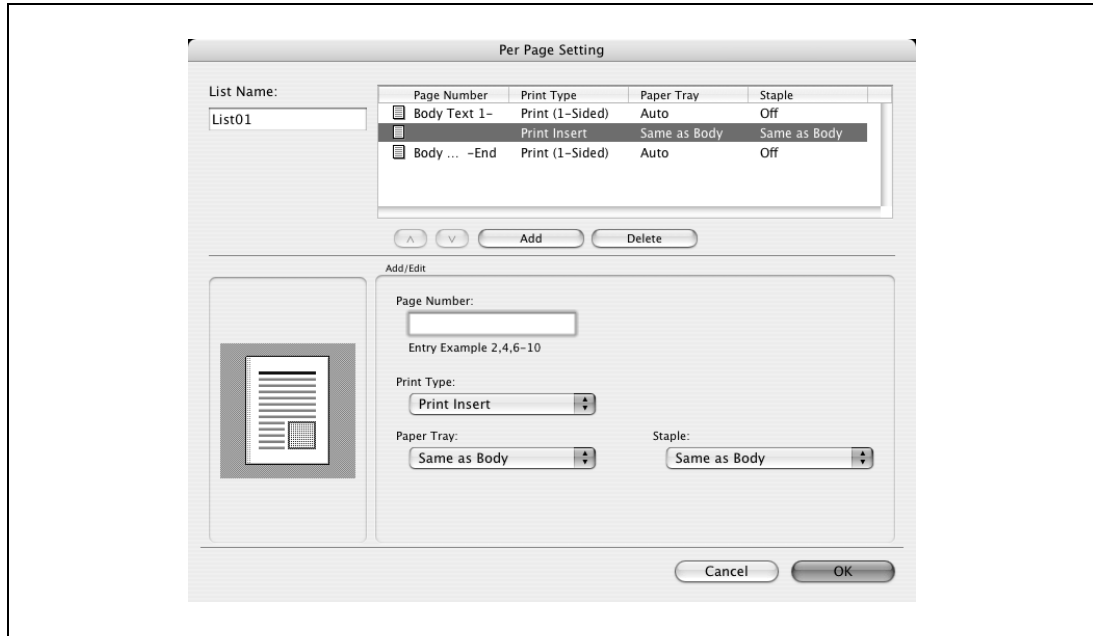 Per Page Setting
List Name:
List01
Page Number Print Type Paper Tray Staple
Body Text 1- Print (1-Sided) Auto Off
Print Insert Same as Body Same as Body
Body ... -End Print (1-Sided) Auto Off
Add Delete
Add/Edit
Page Number:
Entry Example 2,4,6-10
Print Type:
Print Insert
Paper Tray: Staple:
Same as Body Same as Body
Cancel OK